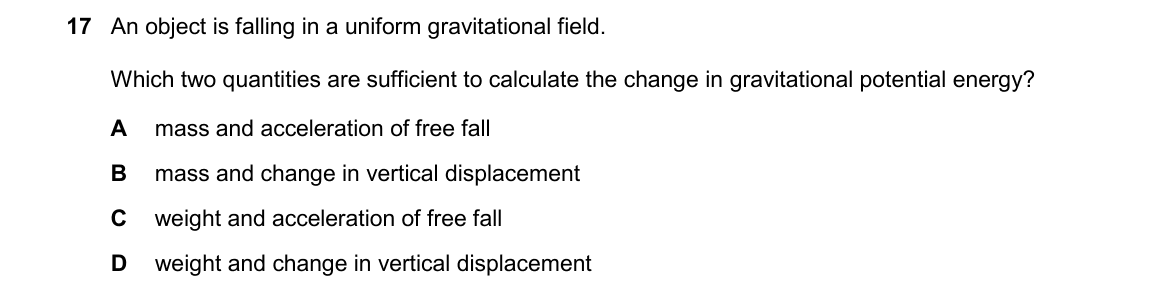 17 An object is falling in a uniform gravitational field.
Which two quantities are sufficient to calculate the change in gravitational potential energy?
A mass and acceleration of free fall
B mass and change in vertical displacement
C weight and acceleration of free fall
D weight and change in vertical displacement